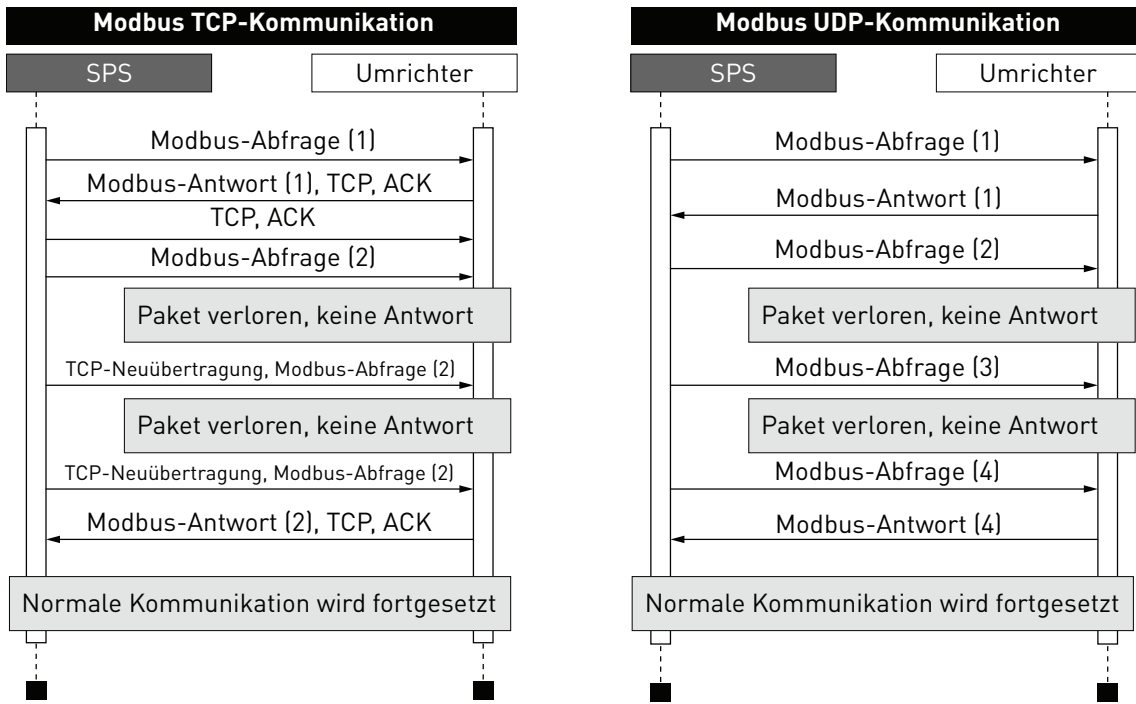 Modbus TCP-Kommunikation
SPS
Umrichter
Modbus-Abfrage (1)
Modbus-Antwort (1), TCP, ACK
TCP, ACK
Modbus-Abfrage (2)
Paket verloren, keine Antwort
TCP-Neuübertragung, Modbus-Abfrage (2)
Paket verloren, keine Antwort
TCP-Neuübertragung, Modbus-Abfrage (2)
Modbus-Antwort (2), TCP, ACK
Normale Kommunikation wird fortgesetzt
Modbus UDP-Kommunikation
SPS
Umrichter
Modbus-Abfrage (1)
Modbus-Antwort (1)
Modbus-Abfrage (2)
Paket verloren, keine Antwort
Modbus-Abfrage (3)
Paket verloren, keine Antwort
Modbus-Abfrage (4)
Modbus-Antwort (4)
Normale Kommunikation wird fortgesetzt